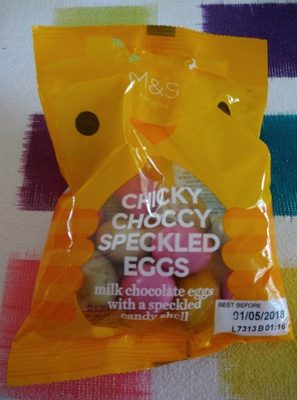 M&S
CHICKY
CHOCCY
SPECKLED
EGGS
milk chocolate eggs
with a speckled
candy shell
BEST BEFORE
01/05/2018
L7313B 01:16